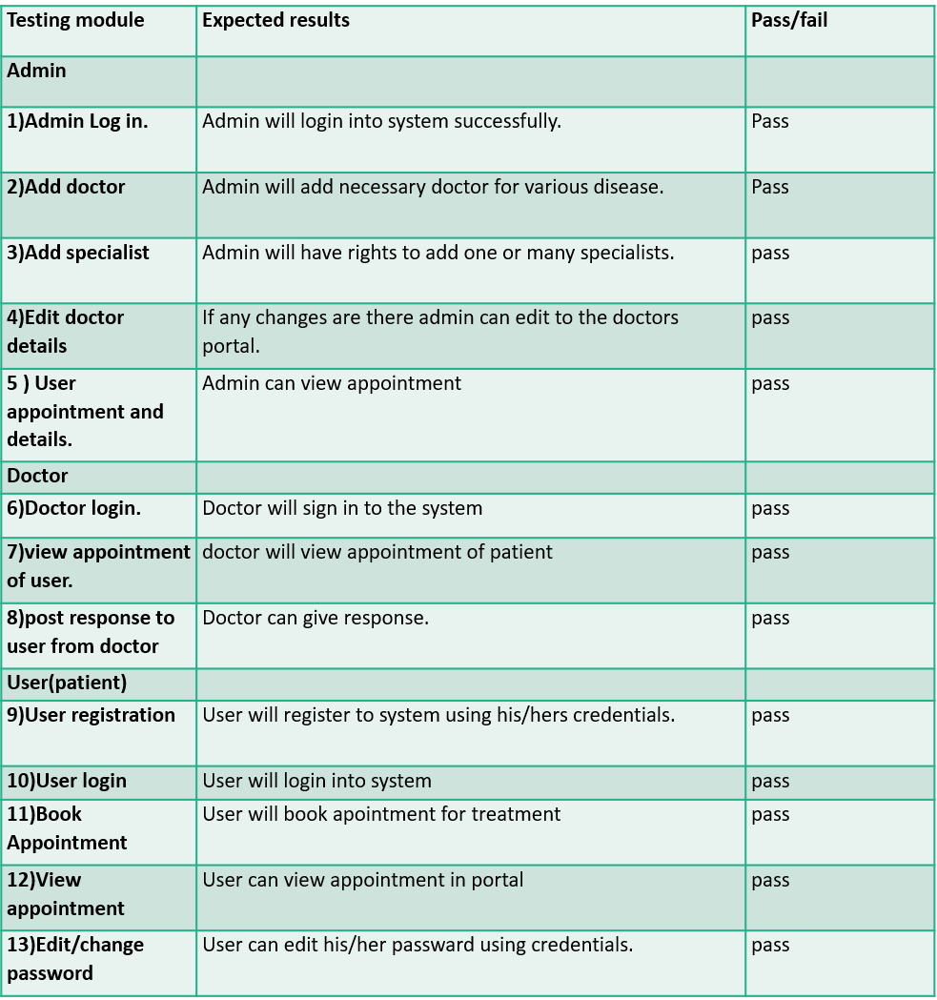 Testing module Expected results Pass/fail
Admin
1)Admin Log in. Admin will login into system successfully. Pass
2)Add doctor Admin will add necessary doctor for various disease. Pass
3)Add specialist Admin will have rights to add one or many specialists. pass
4)Edit doctor If any changes are there admin can edit to the doctors pass
details portal.
5 ) User Admin can view appointment pass
appointment and
details.
Doctor
6)Doctor login. Doctor will sign in to the system pass
7)view appointment doctor will view appointment of patient pass
of user.
8)post response to Doctor can give response. pass
user from doctor
User(patient)
9)User registration User will register to system using his/hers credentials. pass
10)User login User will login into system pass
11)Book User will book apointment for treatment pass
Appointment
12)View User can view appointment in portal pass
appointment
13)Edit/change User can edit his/her passward using credentials. pass
password